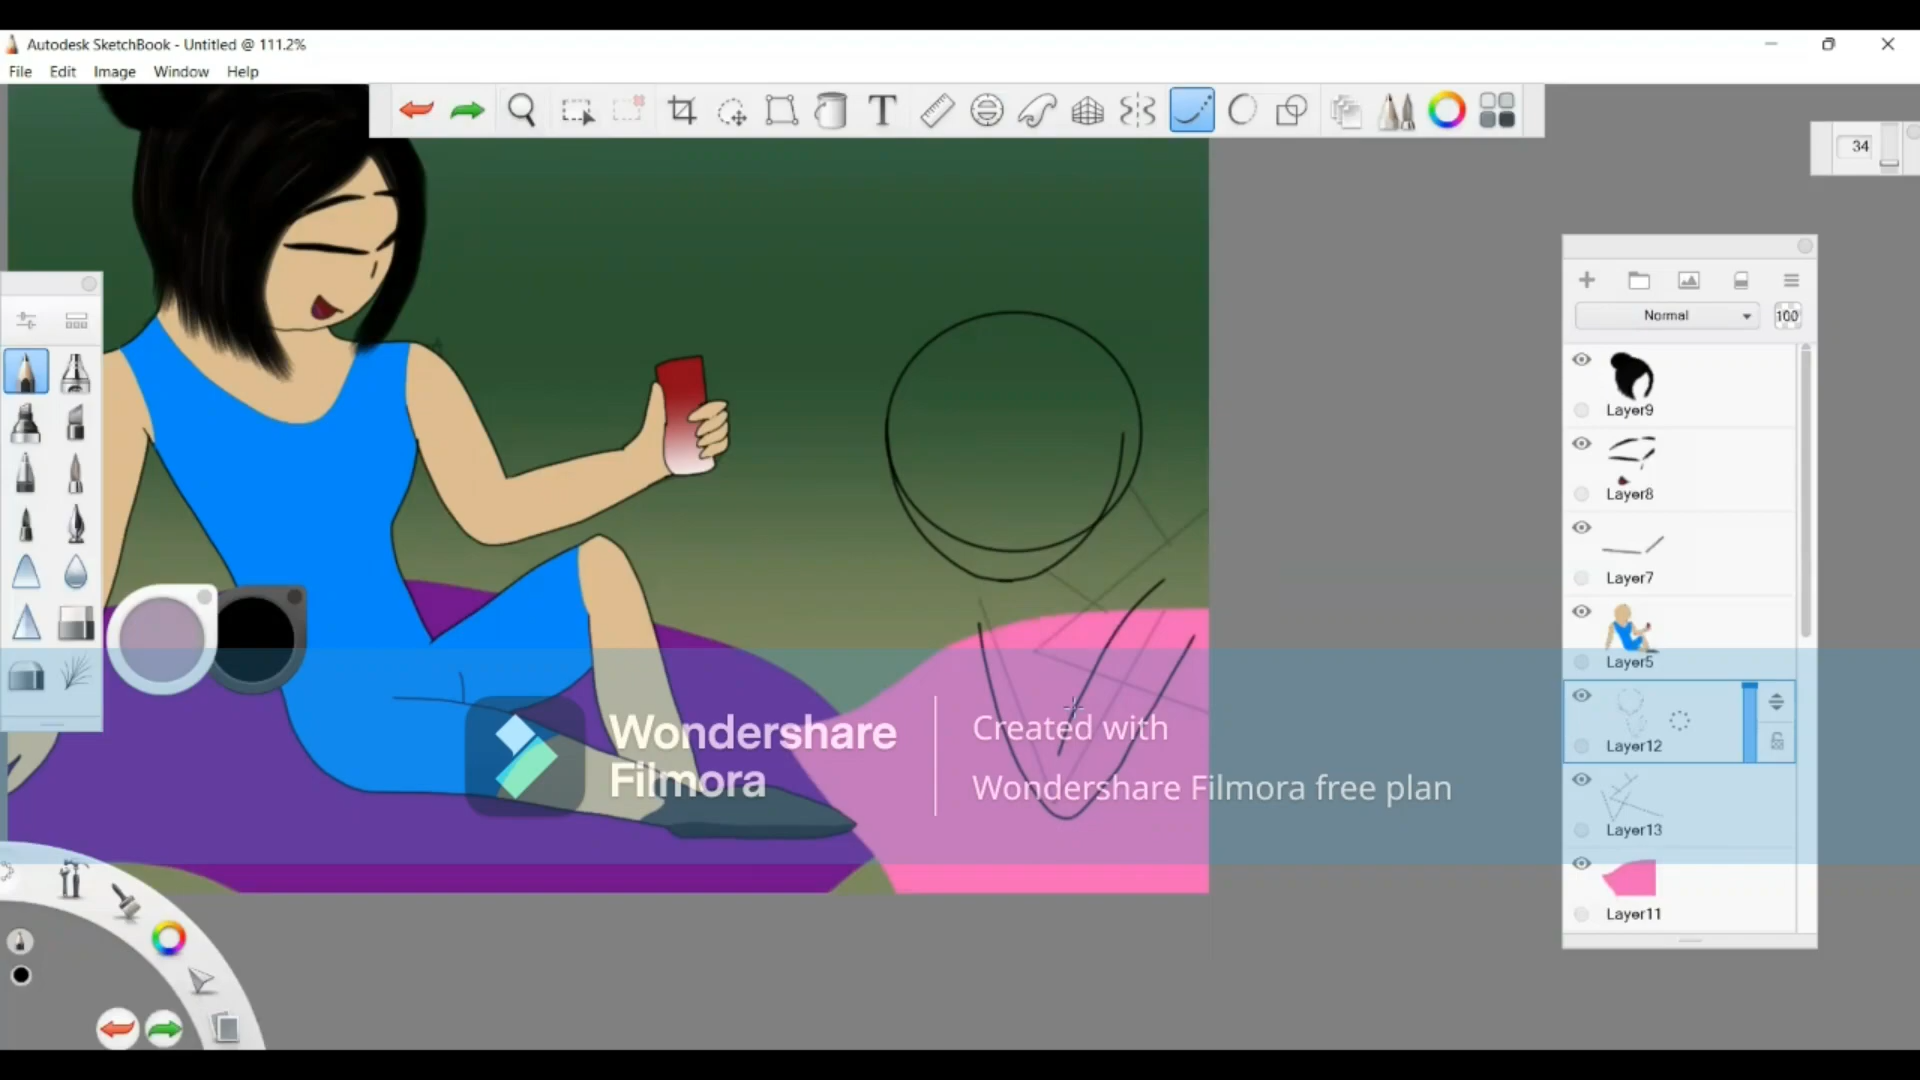 Autodesk SketchBook - Untitled @ 111.2%
File Edit Image Window Help
T
34
Normal
100
Layer9
Layer8
Layer7
Layer5
Layer12
Layer13
Layer11
Wondershare
Filmora
Created with
Wondershare Filmora free plan